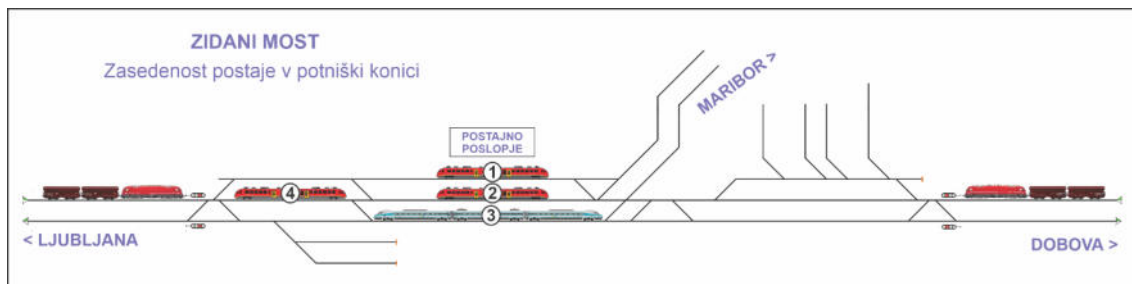 ZIDANI MOST
Zasedenost postaje v potniški konici
MARIBOR >
POSTAJNO
POSLOPJE
1
4
2
3
< LJUBLJANA
DOBOVA >